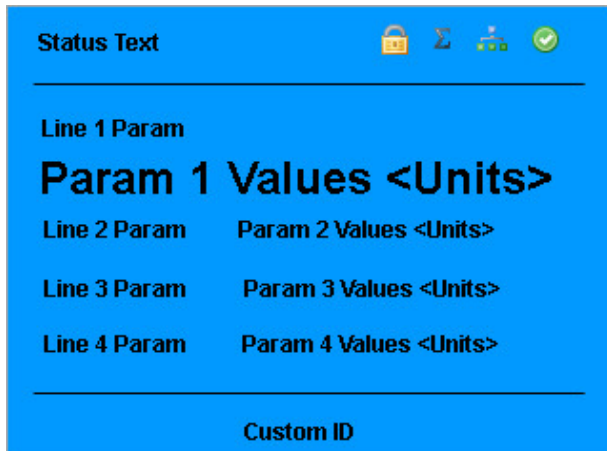 Status Text Σ
Line 1 Param
Param 1 Values <Units>
Line 2 Param Param 2 Values <Units>
Line 3 Param Param 3 Values <Units>
Line 4 Param Param 4 Values <Units>
Custom ID